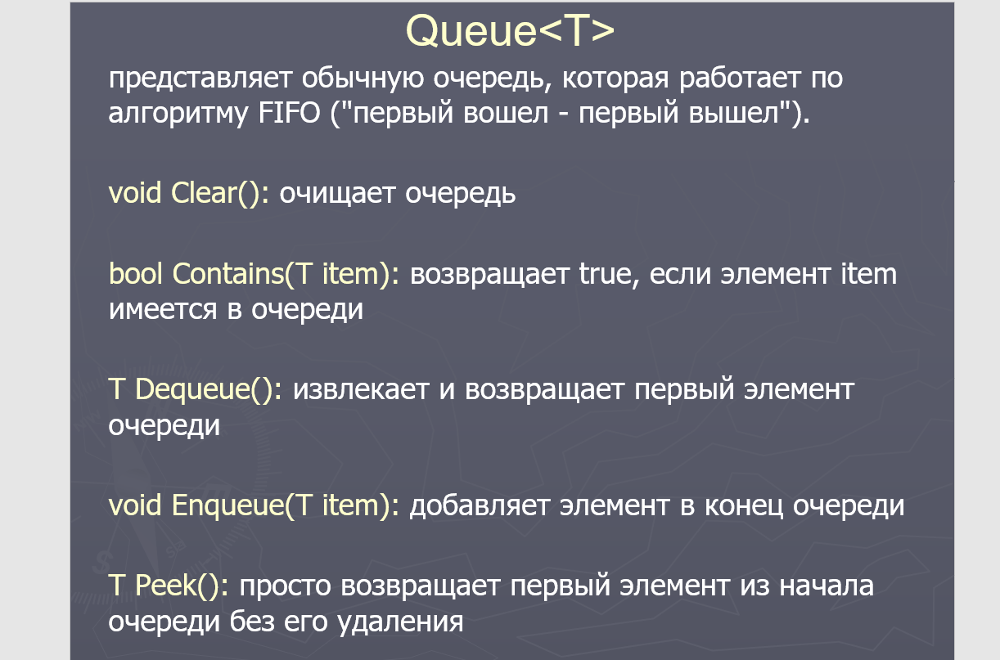 Queue<T>
представляет обычную очередь, которая работает по
алгоритму FIFO ("первый вошел - первый вышел").
void Clear(): очищает очередь
bool Contains(T item): возвращает true, если элемент item
имеется в очереди
T Dequeue(): извлекает и возвращает первый элемент
очереди
void Enqueue(T item): добавляет элемент в конец очереди
T Peek(): просто возвращает первый элемент из начала
очереди без его удаления